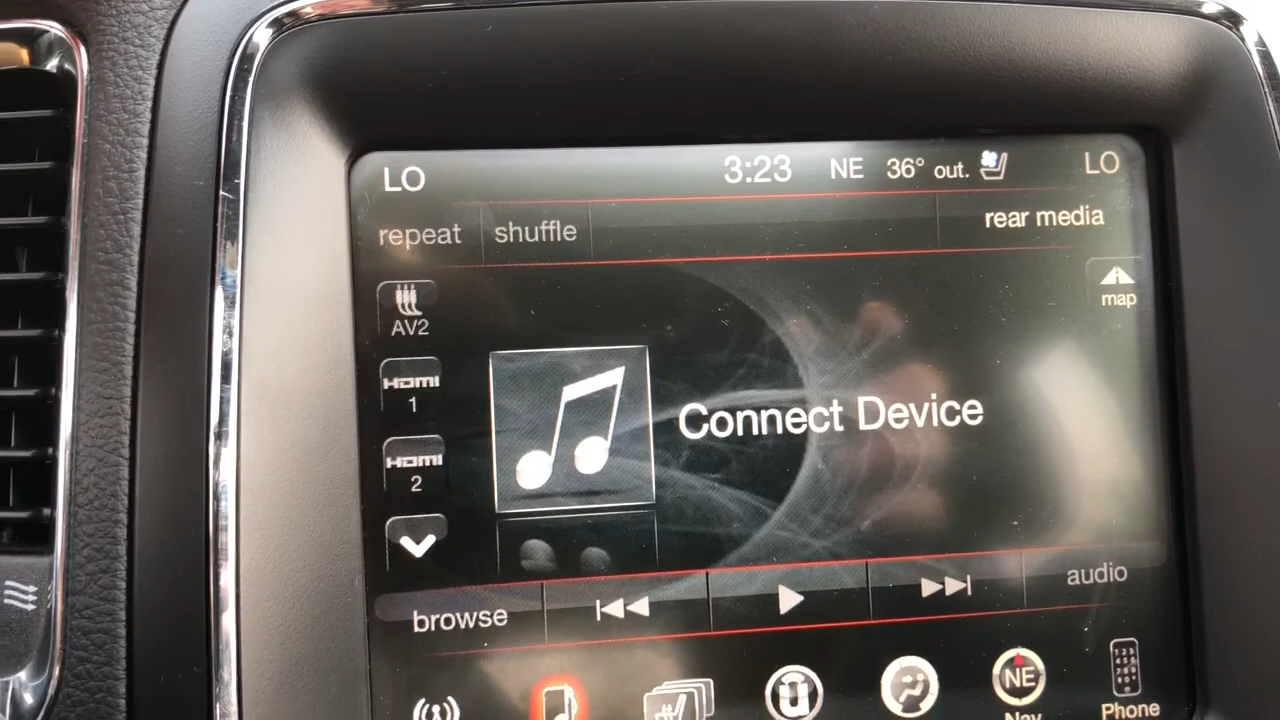 LO 3:23 NE 36° out. LO
repeat shuffle rear media
map
AV2
HDMI
1
Connect Device
HDMI
2
browse audio
NE
Nav
Phone